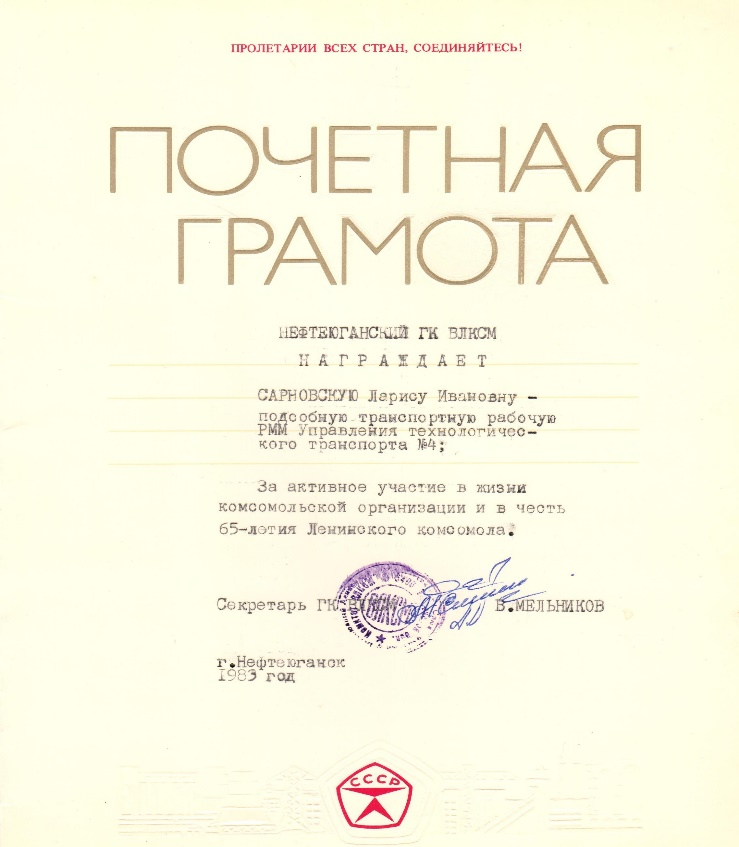 ПРОЛЕТАРИИ ВСЕХ СТРАН, СОЕДИНЯЙТЕСЬ!
ПОЧЕТНАЯ
ГРАМОТА
НЕФТЕЮГАНСКИЙ ГК ВЛКСМ
НАГРАЖДАЕТ
САРНОВСКУЮ Ларису Ивановну –
подсобную транспортную рабочую
РММ Управления технологичес-
кого транспорта №4;
За активное участие в жизни
комсомольской организации и в честь
65-летия Ленинского комсомола.
Секретарь ГК ВЛКСМ В.МЕЛЬНИКОВ
г.Нефтеюганск
1983 год
СССР